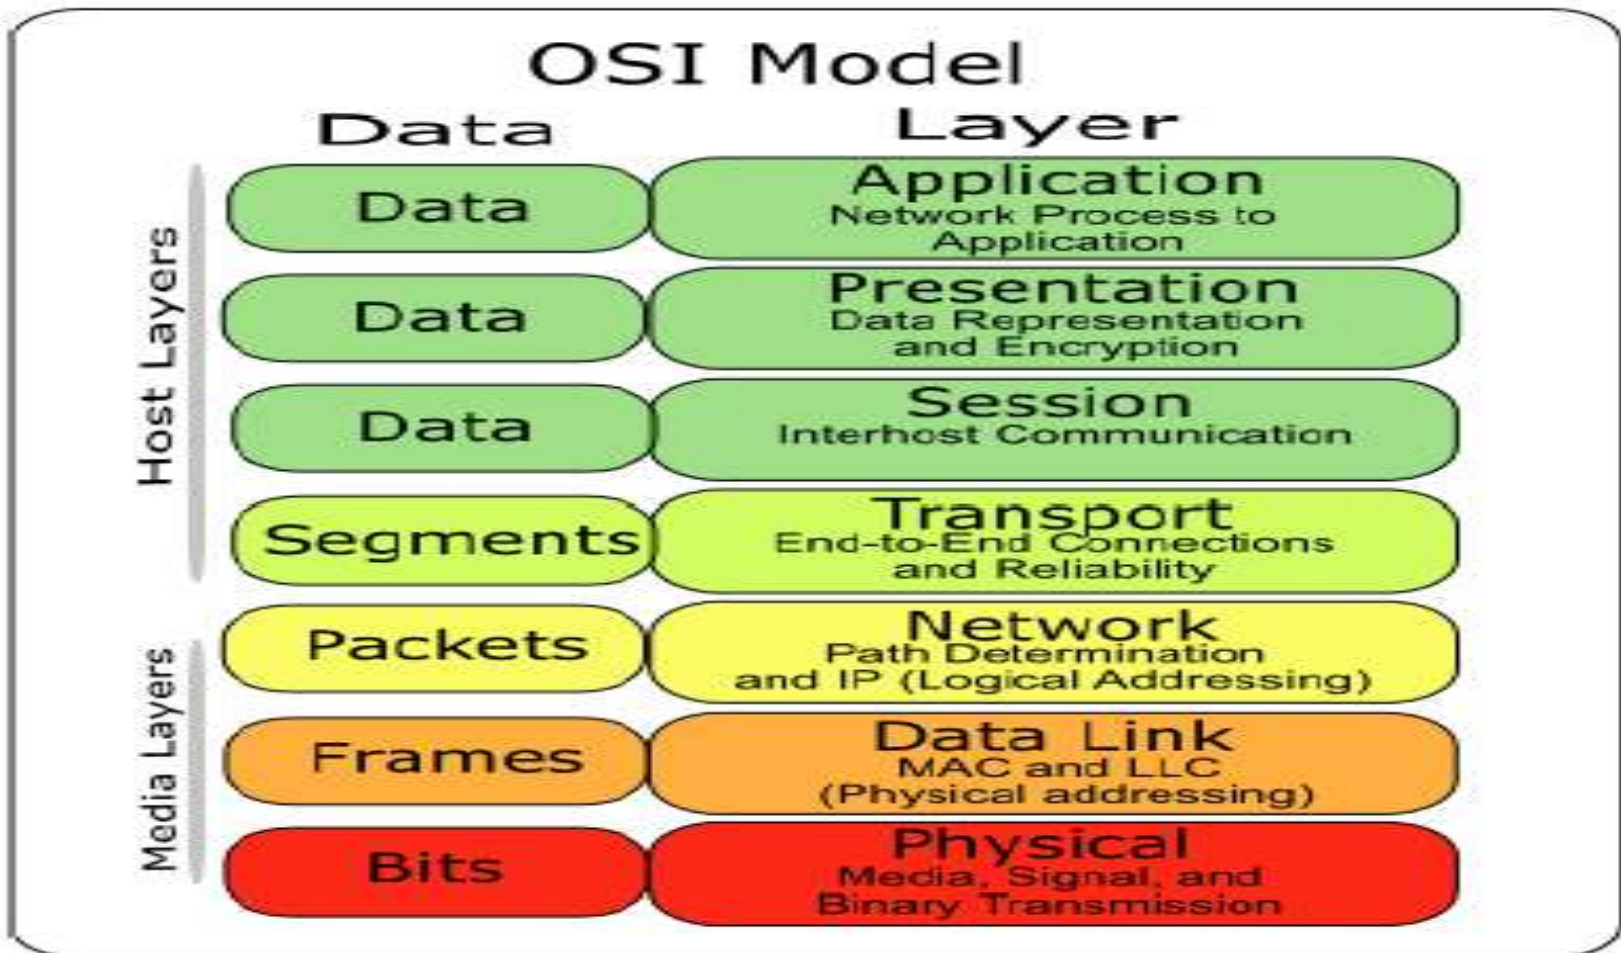 OSI Model
Data
Layer
Host Layers
Data
Application
Network Process to
Application
Data
Presentation
Data Representation
and Encryption
Data
Session
Interhost Communication
Segments
Transport
End-to-End Connections
and Reliability
Media Layers
Packets
Network
Path Determination
and IP (Logical Addressing)
Frames
Data Link
MAC and LLC
(Physical addressing)
Bits
Physical
Media, Signal, and
Binary Transmission